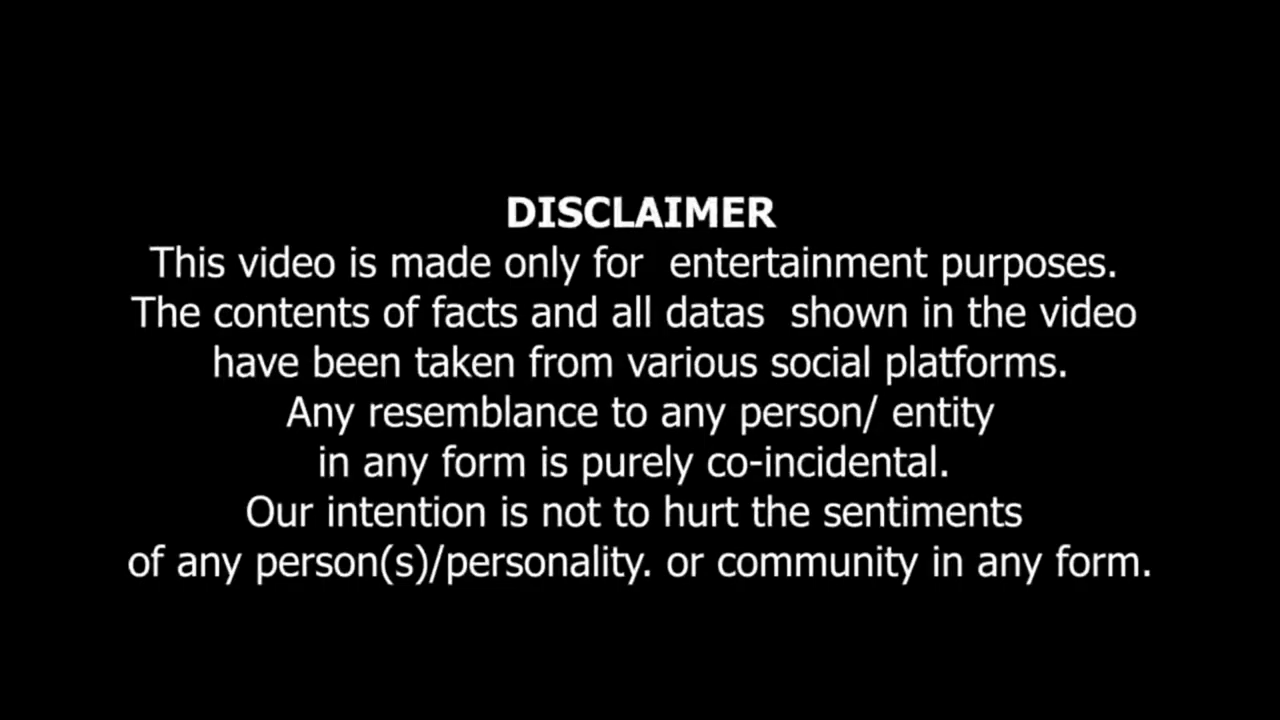 DISCLAIMER
This video is made only for  entertainment purposes.
The contents of facts and all datas  shown in the video
have been taken from various social platforms.
Any resemblance to any person/ entity
in any form is purely co-incidental.
Our intention is not to hurt the sentiments
of any person(s)/personality. or community in any form.